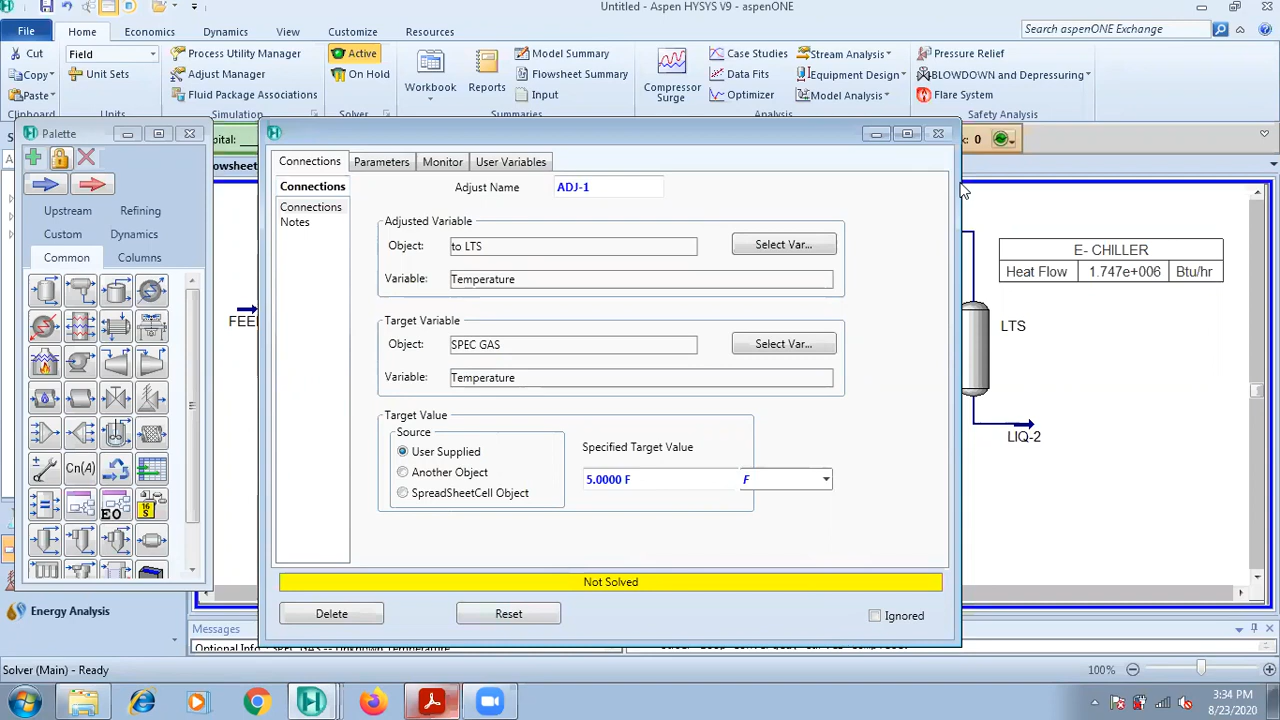 Untitled - Aspen HYSYS V9 - aspenONE
File
Home
Economics
Dynamics
View
Customize
Resources
Search aspenONE Exchange
Cut
Copy
Paste
Clipboard
Field
Unit Sets
Units
Process Utility Manager
Adjust Manager
Fluid Package Associations
Active
On Hold
Solver
Workbook
Reports
Model Summary
Flowsheet Summary
Input
Summaries
Compressor
Surge
Case Studies
Data Fits
Optimizer
Stream Analysis
Equipment Design
Model Analysis
Analysis
Pressure Relief
BLOWDOWN and Depressuring
Flare System
Safety Analysis
Palette
Upstream
Refining
Custom
Dynamics
Common
Columns
Cn(A)
EO
16
S
Energy Analysis
Connections
Parameters
Monitor
User Variables
Connections
Connections
Notes
Adjust Name
ADJ-1
Adjusted Variable
Object:
to LTS
Select Var...
Variable:
Temperature
Target Variable
Object:
SPEC GAS
Select Var...
Variable:
Temperature
Target Value
Source
User Supplied
Another Object
SpreadSheetCell Object
Specified Target Value
5.0000 F
F
Not Solved
Delete
Reset
Ignored
E- CHILLER
Heat Flow 1.747e+006 Btu/hr
LTS
LIQ-2
Messages
Solver (Main) - Ready
100%
3:34 PM
8/23/2020